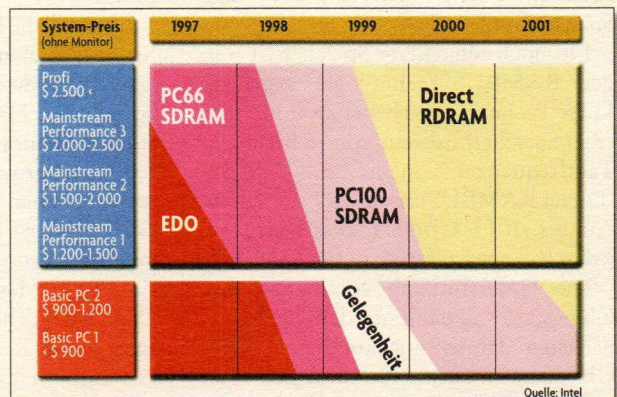 System-Preis
(ohne Monitor)
1997 1998 1999 2000 2001
Profi
$ 2.500 <
Mainstream
Performance 3
$ 2.000-2.500
Mainstream
Performance 2
$ 1.500-2.000
Mainstream
Performance 1
$ 1.200-1.500
PC66
SDRAM
EDO
PC100
SDRAM
Direct
RDRAM
Basic PC 2
$ 900-1.200
Basic PC 1
< $ 900
Gelegenheit
Quelle: Intel